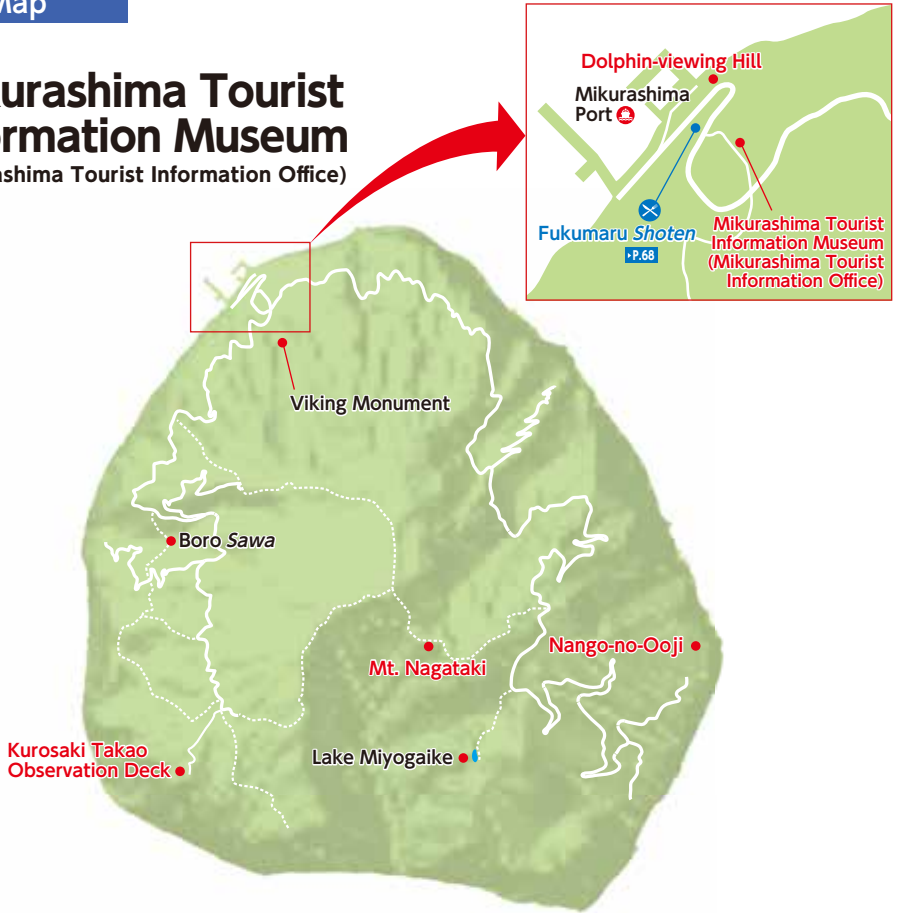 Map
urashima Tourist
rmation Museum
ashima Tourist Information Office)
Dolphin-viewing Hill
Mikurashima
Port
Fukumaru Shoten
P.68
Mikurashima Tourist
Information Museum
(Mikurashima Tourist
Information Office)
Viking Monument
Boro Sawa
Nango-no-Ooji
Mt. Nagataki
Kurosaki Takao
Observation Deck
Lake Miyogaike